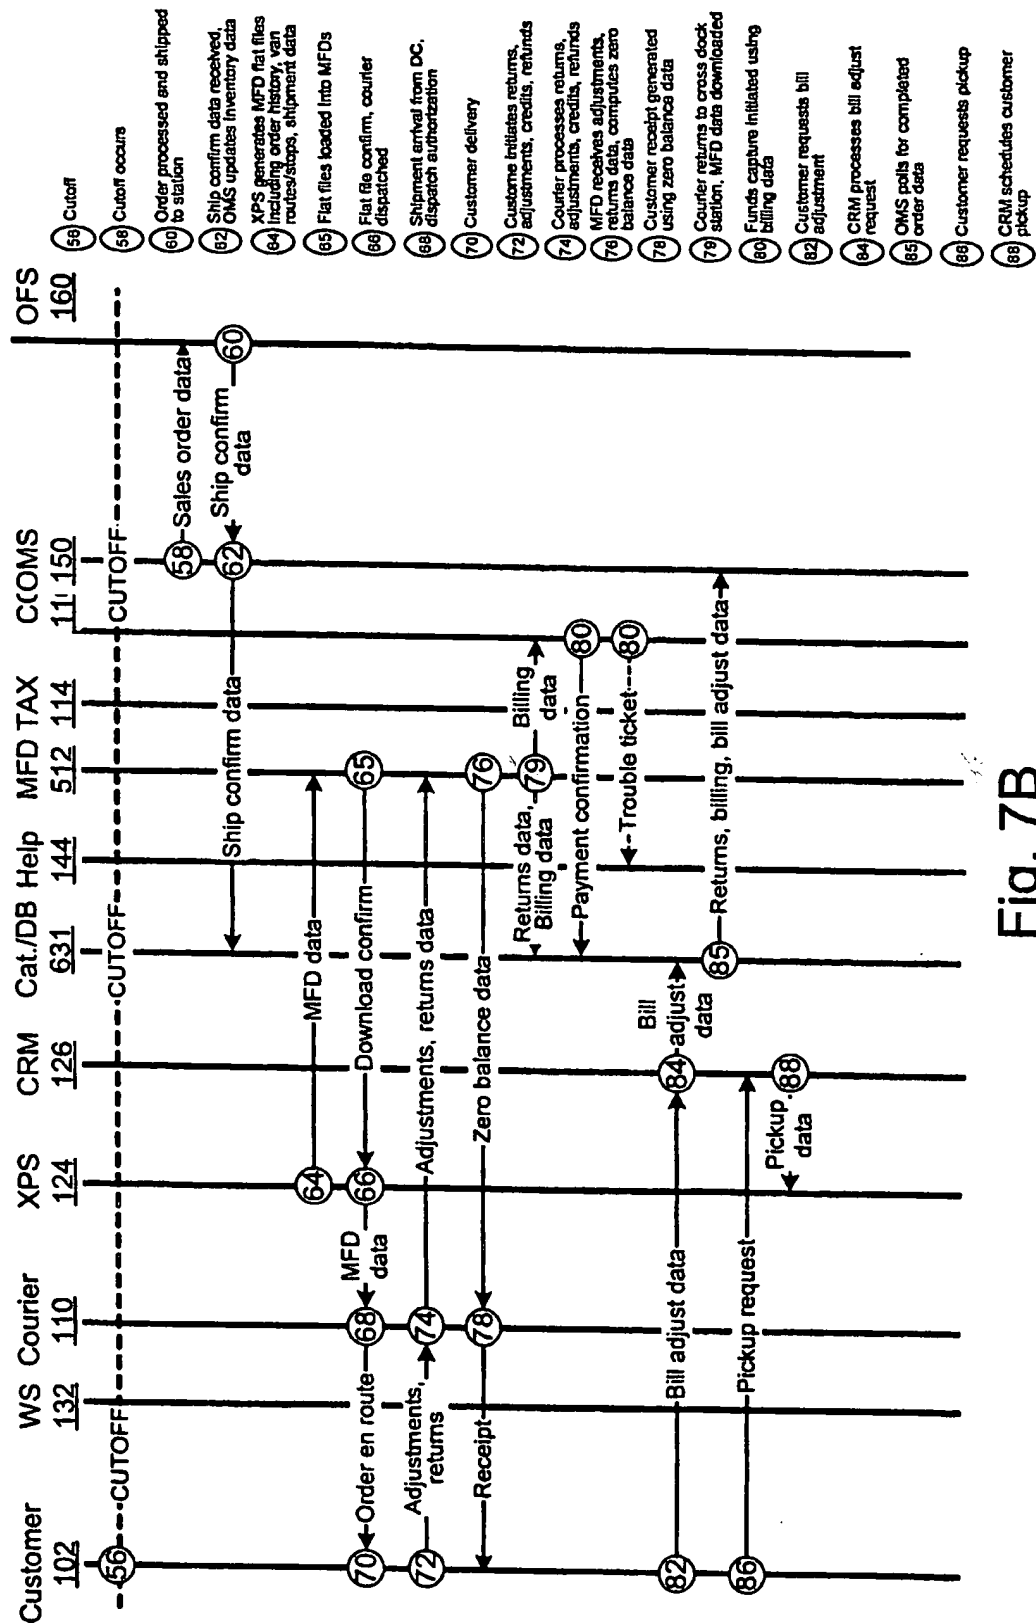 Customer
102
WS
132
Courier
110
XPS
124
CRM
126
Cat./DB
631
Help
144
MFD
512
TAX
114
C(OMS
11
150
OFS
160
56
CUTOFF
CUTOFF
CUTOFF
58
Sales order data
60
Ship confirm
data
62
Ship confirm data
64
MFD data
65
Download confirm
66
MFD
data
68
Order en route
70
72
Adjustments,
returns
74
Adjustments, returns data
76
Zero balance data
78
Receipt
79
Billing
data
Returns data,
Billing data
80
Payment confirmation
80
Trouble ticket
82
Bill adjust data
84
Bill
adjust
data
85
Returns, billing, bill adjust data
86
Pickup request
88
Pickup
data
56 Cutoff
58 Cutoff occurs
60 Order processed and shipped
to station
62 Ship confirm data received,
OMS updates inventory data
64 XPS generates MFD flat files
including order history, van
routes/stops, shipment data
65 Flat files loaded into MFDs
66 Flat file confirm, courier
dispatched
68 Shipment arrival from DC,
dispatch authorization
70 Customer delivery
72 Custome initiates returns,
adjustments, credits, refunds
74 Courier processes returns,
adjustments, credits, refunds
76 MFD receives adjustments,
returns data, computes zero
balance data
78 Customer receipt generated
using zero balance data
79 Courier returns to cross dock
station, MFD data downloaded
80 Funds capture initiated using
billing data
82 Customer requests bill
adjustment
84 CRM processes bill adjust
request
85 OMS polls for completed
order data
86 Customer requests pickup
88 CRM schedules customer
pickup
Fig. 7B